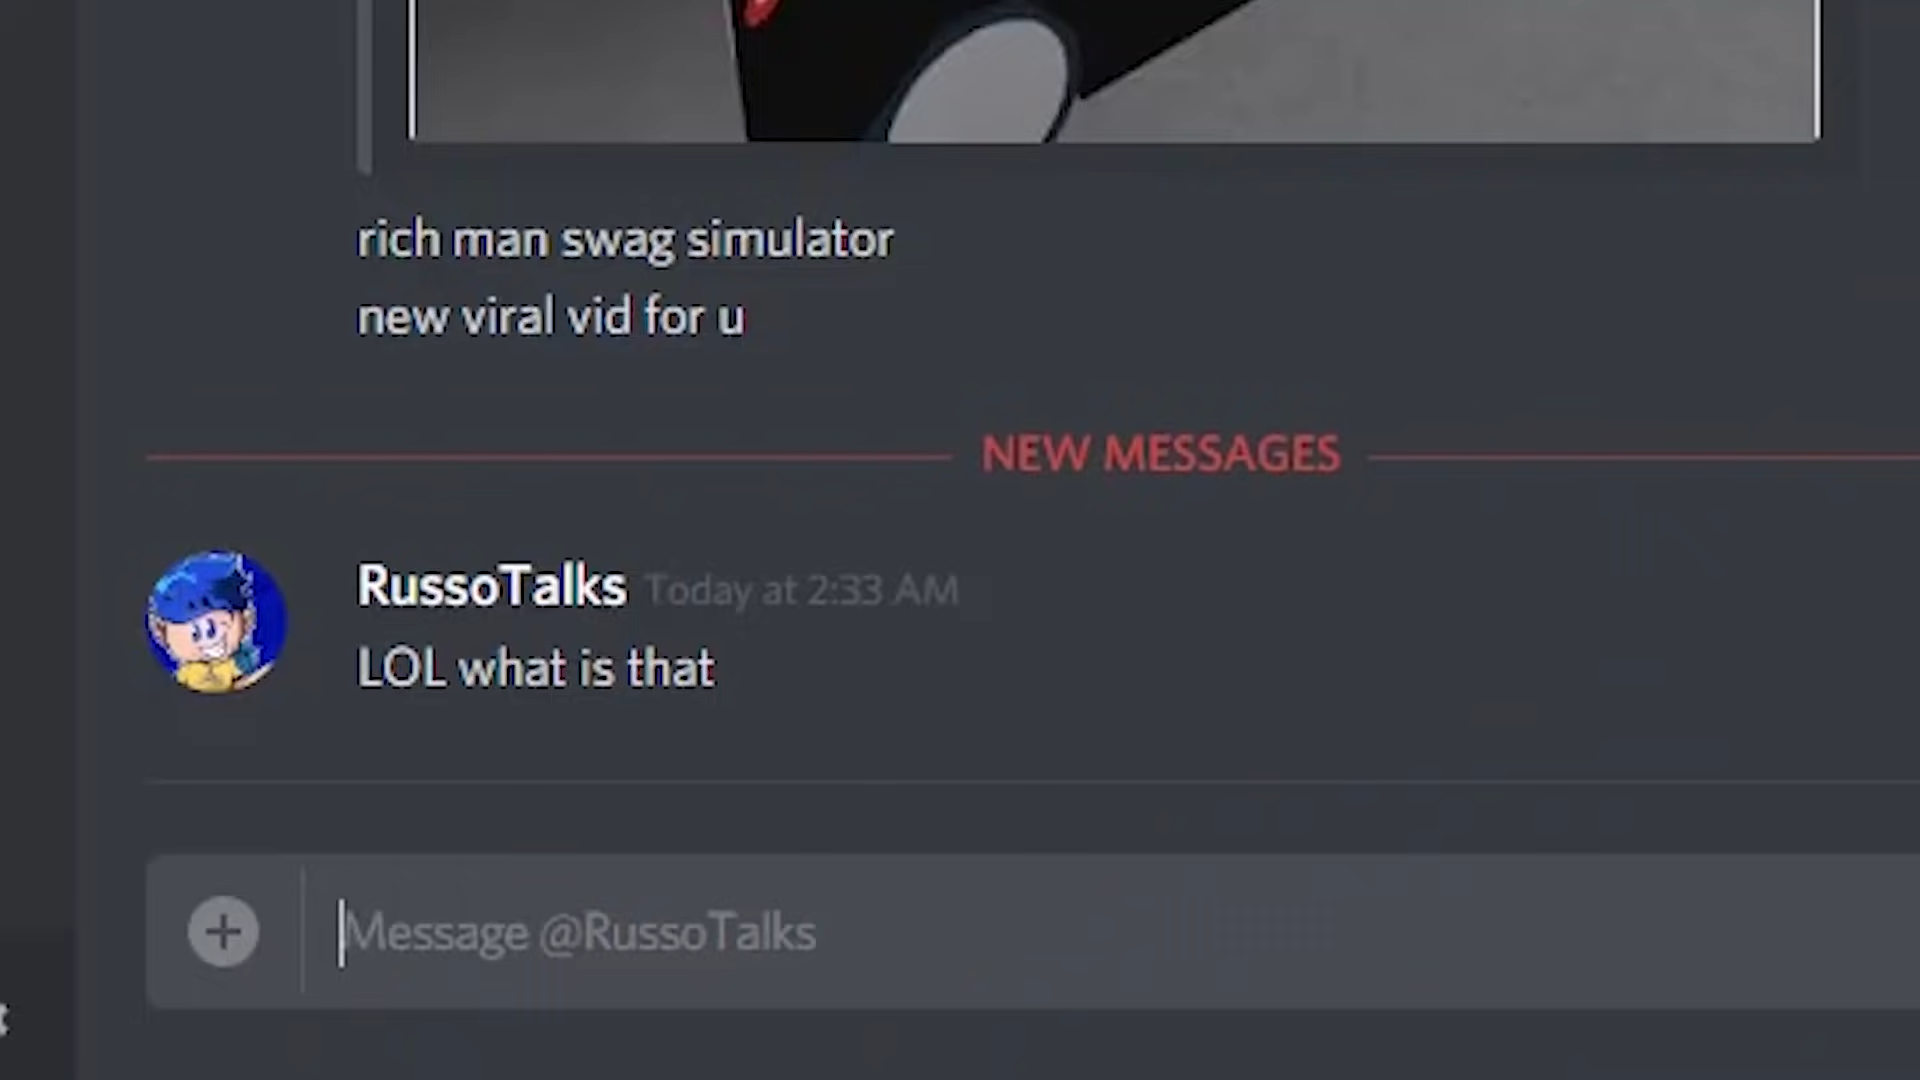 rich man swag simulator
new viral vid for u
NEW MESSAGES
RussoTalks Today at 2:33 AM
LOL what is that
Message @RussoTalks